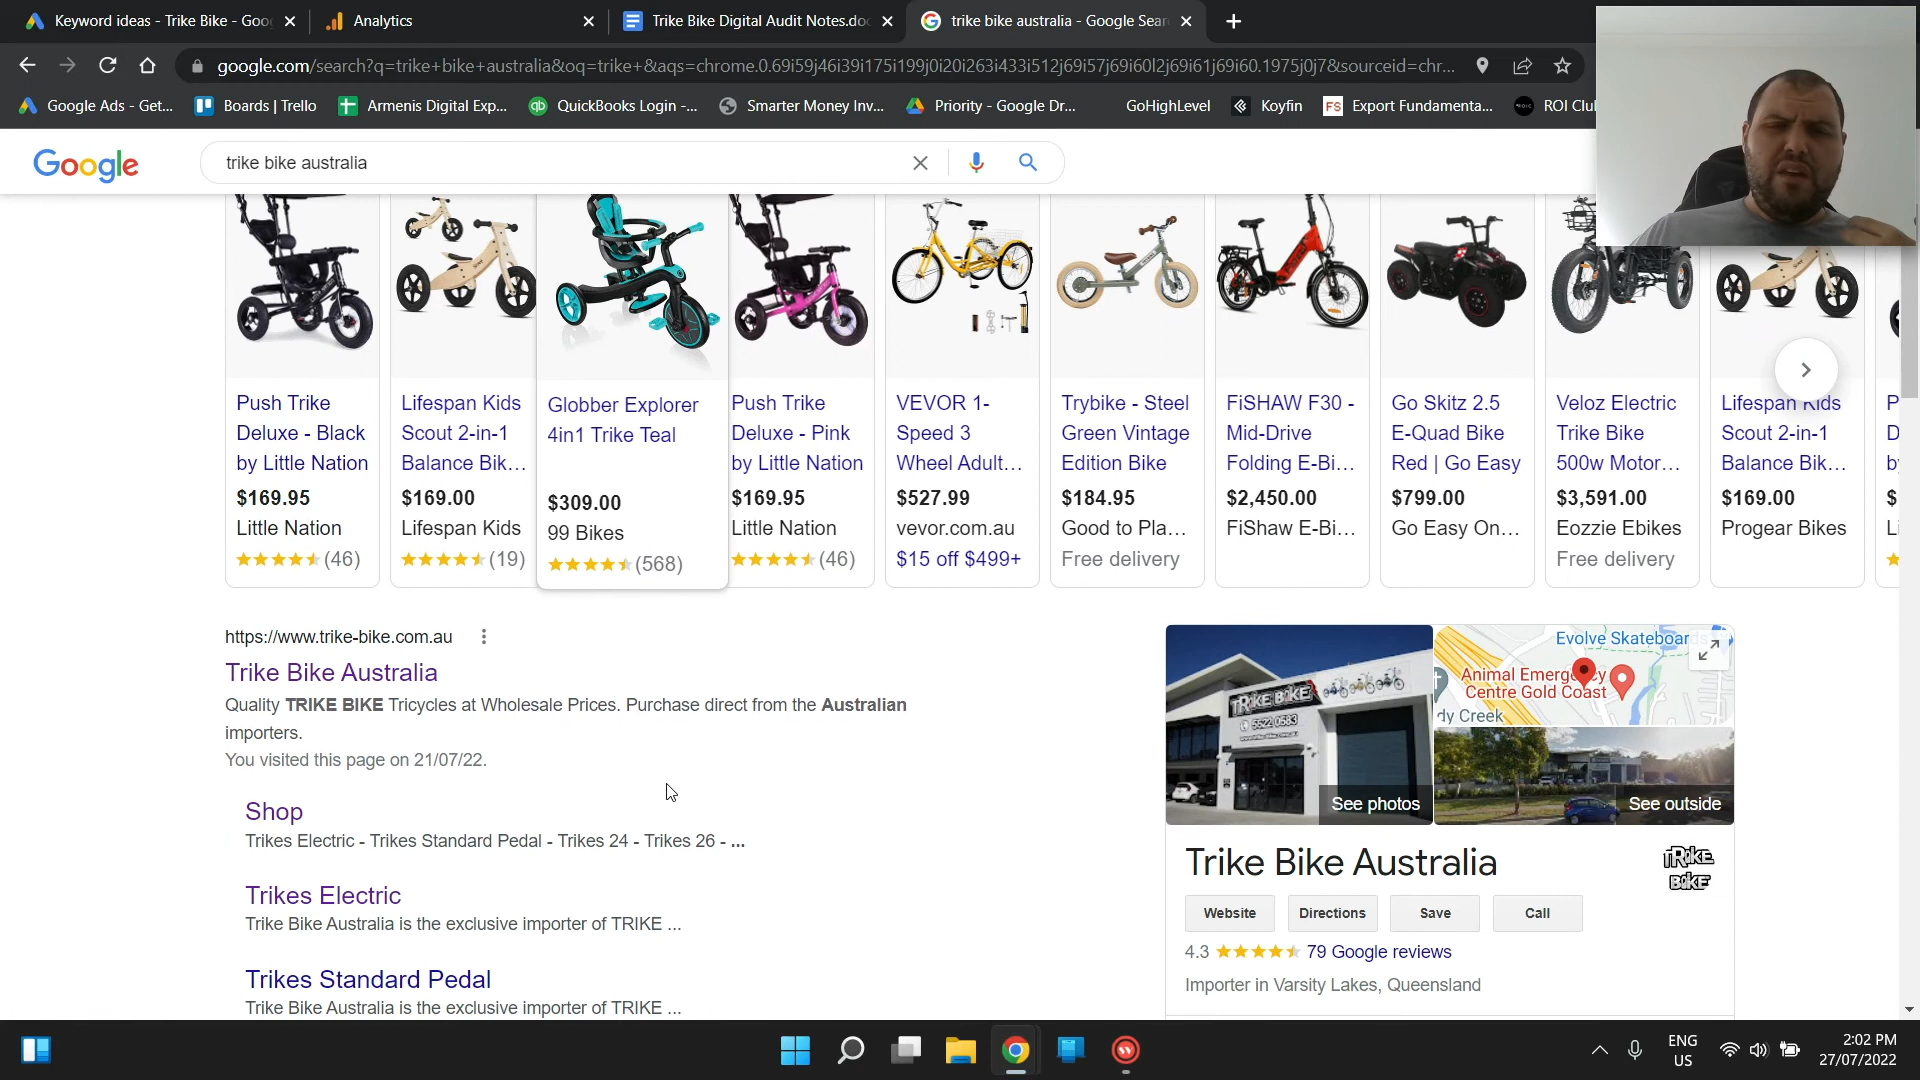 Keyword ideas - Trike Bike - Goo
Analytics
Trike Bike Digital Audit Notes.doc
trike bike australia - Google Sear
google.com/search?q=trike+bike+australia&oq=trike+&aqs=chrome.0.69i59j46i39i175i199j0i20i263i433i512j69i57j69i60l2j69i61j69i60.1975j0j7&sourceid=chr...
Google Ads - Get...
Boards | Trello
Armenis Digital Exp...
QuickBooks Login -...
Smarter Money Inv...
Priority - Google Dr...
GoHighLevel
Koyfin
FS
Export Fundamenta...
ROI Clu
Google
trike bike australia
Push Trike
Deluxe - Black
by Little Nation
$169.95
Little Nation
(46)
Lifespan Kids
Scout 2-in-1
Balance Bik...
$169.00
Lifespan Kids
(19)
Globber Explorer
4in1 Trike Teal
$309.00
99 Bikes
(568)
Push Trike
Deluxe - Pink
by Little Nation
$169.95
Little Nation
(46)
VEVOR 1-
Speed 3
Wheel Adult...
$527.99
vevor.com.au
$15 off $499+
Trybike - Steel
Green Vintage
Edition Bike
$184.95
Good to Pla...
Free delivery
FiSHAW F30 -
Mid-Drive
Folding E-Bi...
$2,450.00
FiShaw E-Bi...
Go Skitz 2.5
E-Quad Bike
Red | Go Easy
$799.00
Go Easy On...
Veloz Electric
Trike Bike
500w Motor...
$3,591.00
Eozzie Ebikes
Free delivery
Lifespan Kids
Scout 2-in-1
Balance Bik...
$169.00
Progear Bikes
P
D
by
$
Li
https://www.trike-bike.com.au
Trike Bike Australia
Quality TRIKE BIKE Tricycles at Wholesale Prices. Purchase direct from the Australian
importers.
You visited this page on 21/07/22.
Shop
Trikes Electric - Trikes Standard Pedal - Trikes 24 - Trikes 26 - ...
Trikes Electric
Trike Bike Australia is the exclusive importer of TRIKE ...
Trikes Standard Pedal
Trike Bike Australia is the exclusive importer of TRIKE ...
TRIKE BIKE
5522 0583
Evolve Skateboards
Animal Emergency
Centre Gold Coast
dy Creek
See photos
See outside
Trike Bike Australia
TRIKE
BIKE
Website
Directions
Save
Call
4.3
79 Google reviews
Importer in Varsity Lakes, Queensland
ENG
US
2:02 PM
27/07/2022